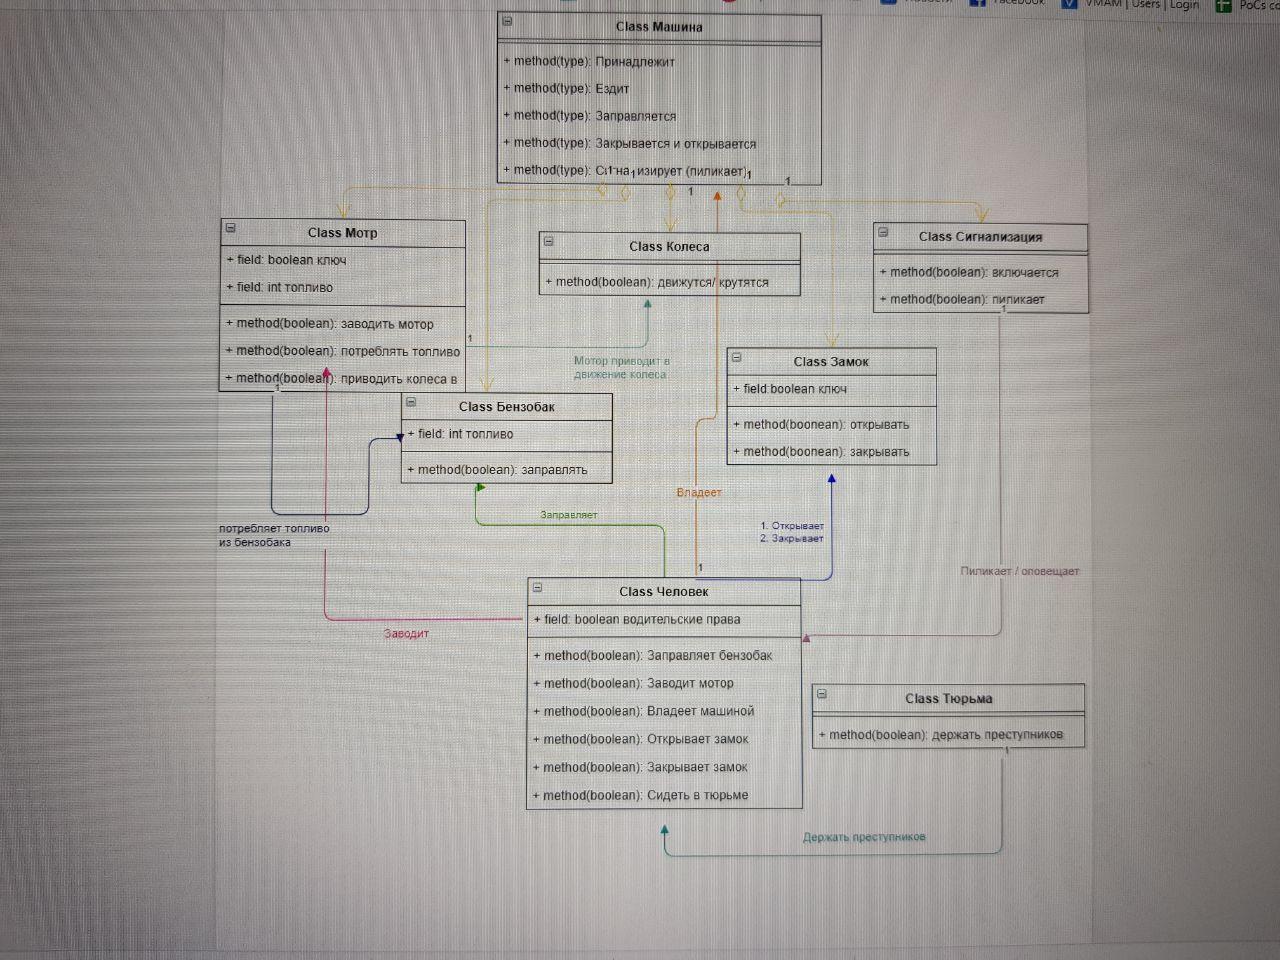 Facebook
VMAM | Users | Login
PoCs co
Class Машина
+ method(type): Принадлежит
+ method(type): Ездит
+ method(type): Заправляется
+ method(type): Закрывается и открывается
+ method(type): Сигнализирует (пиликает)
1
1
1
1
1
Class Мотр
+ field: boolean ключ
+ field: int топливо
+ method(boolean): заводить мотор
+ method(boolean): потреблять топливо
+ method(boolean): приводить колеса в
1
1
Class Колеса
+ method(boolean): движутся/ крутятся
Class Сигнализация
+ method(boolean): включается
+ method(boolean): пиликает
1
Мотор приводит в
движение колеса
Class Замок
+ field:boolean ключ
+ method(boonean): открывать
+ method(boonean): закрывать
Class Бензобак
+ field: int топливо
+ method(boolean): заправлять
Владеет
Заправляет
1. Открывает
2. Закрывает
потребляет топливо
из бензобака
Пиликает / оповещает
1
Class Человек
+ field: boolean водительские права
+ method(boolean): Заправляет бензобак
+ method(boolean): Заводит мотор
+ method(boolean): Владеет машиной
+ method(boolean): Открывает замок
+ method(boolean): Закрывает замок
+ method(boolean): Сидеть в тюрьме
Заводит
Class Тюрьма
+ method(boolean): держать преступников
1
Держать преступников